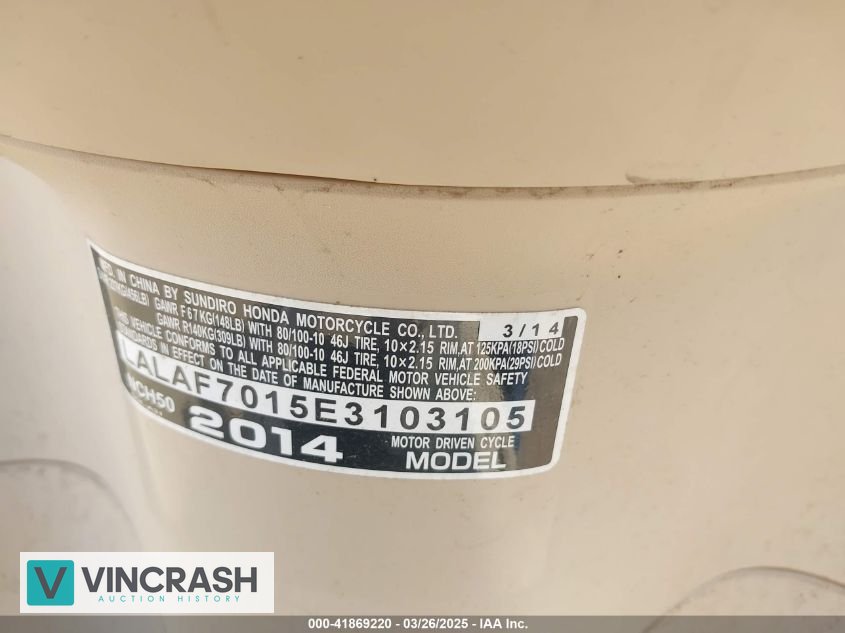 MFD. IN CHINA BY SUNDIRO HONDA MOTORCYCLE CO., LTD. 3/14
GAWR F 67KG(148LB) WITH 80/100-10 46J TIRE, 10×2.15 RIM,AT 125KPA(18PSI)COLD
GAWR R140KG(309LB) WITH 80/100-10 46J TIRE, 10×2.15 RIM,AT 200KPA(29PSI)COLD
THIS VEHICLE CONFORMS TO ALL APPLICABLE FEDERAL MOTOR VEHICLE SAFETY
STANDARDS IN EFFECT ON THE DATE OF MANUFACTURE SHOWN ABOVE:
LALAF7015E3103105
NCH50
2014 MOTOR DRIVEN CYCLE
MODEL
V VINCRASH
AUCTION HISTORY
000-41869220 - 03/26/2025 - IAA Inc.